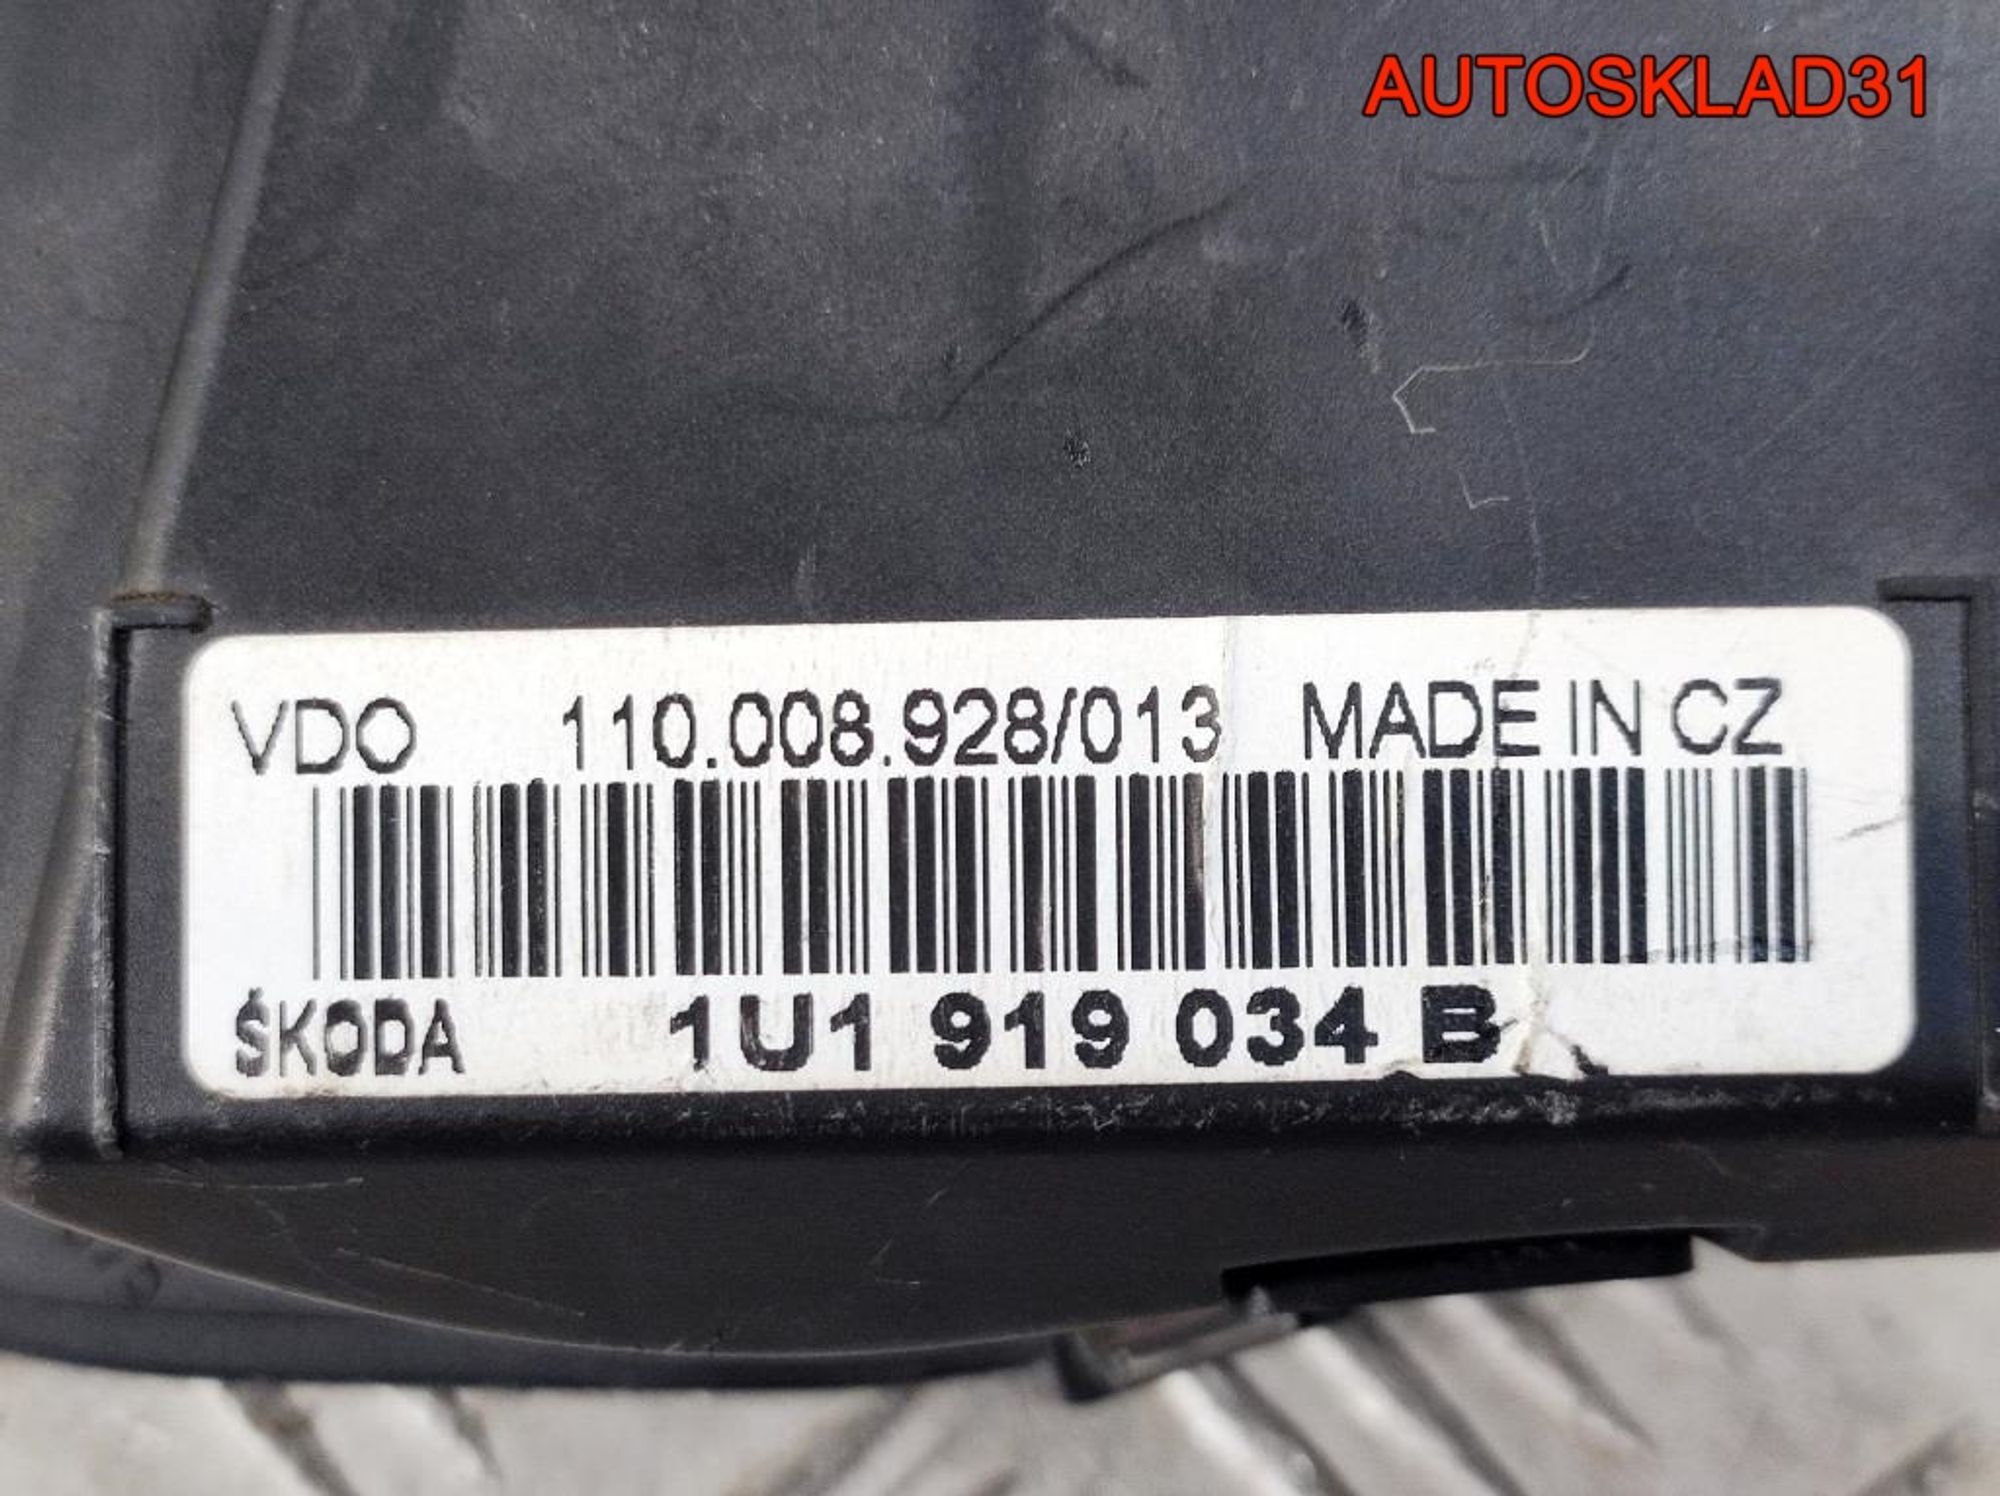 AUTOSKLAD31
VDO 110.008.928/013 MADE IN CZ
ŠKODA 1U1 919 034 B